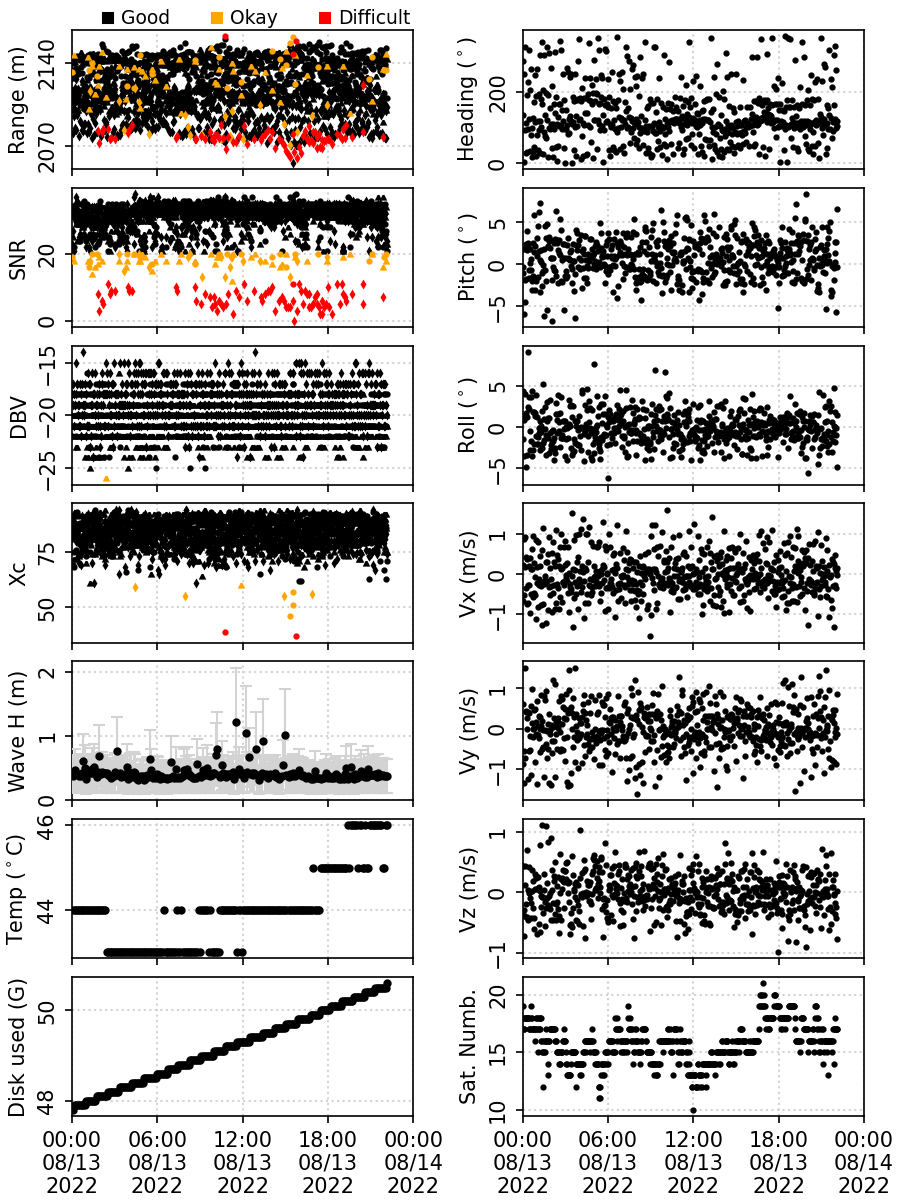 Good Okay Difficult
Range (m)
2140
2070
Heading (°)
200
0
SNR
20
0
Pitch (°)
5
0
−5
DBV
−15
−20
−25
Roll (°)
5
0
−5
Xc
75
50
Vx (m/s)
1
0
−1
Wave H (m)
2
1
0
Vy (m/s)
1
0
−1
Temp (°C)
46
44
Vz (m/s)
1
0
−1
Disk used (G)
50
48
Sat. Numb.
20
15
10
00:00 06:00 12:00 18:00 00:00
08/13 08/13 08/13 08/13 08/14
2022 2022 2022 2022 2022
00:00 06:00 12:00 18:00 00:00
08/13 08/13 08/13 08/13 08/14
2022 2022 2022 2022 2022